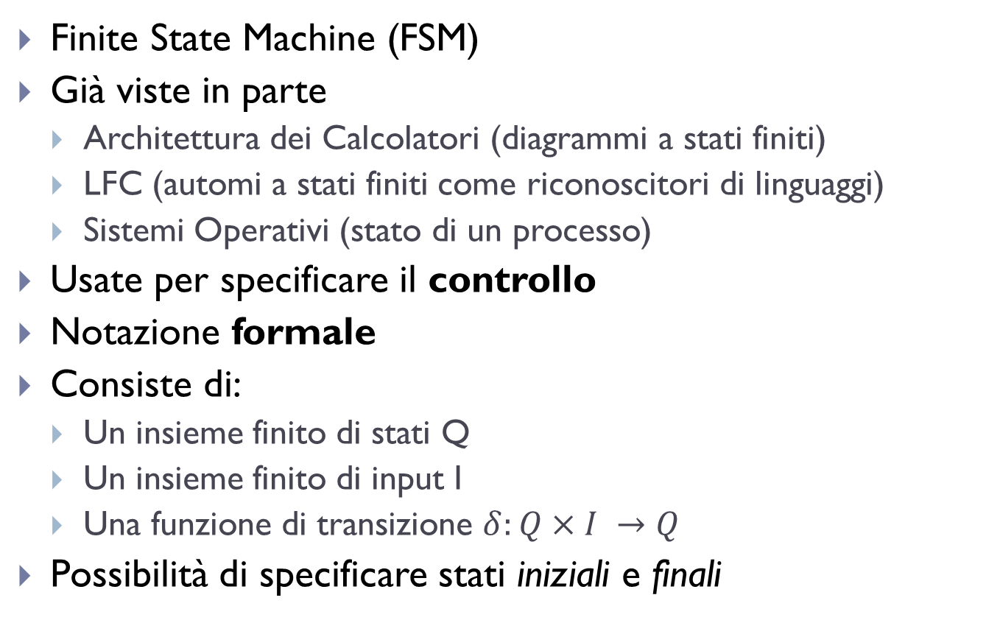 Finite State Machine (FSM)
Già viste in parte
Architettura dei Calcolatori (diagrammi a stati finiti)
LFC (automi a stati finiti come riconoscitori di linguaggi)
Sistemi Operativi (stato di un processo)
Usate per specificare il controllo
Notazione formale
Consiste di:
Un insieme finito di stati Q
Un insieme finito di input I
Una funzione di transizione 𝛿: 𝑄 × 𝐼 → 𝑄
Possibilità di specificare stati iniziali e finali